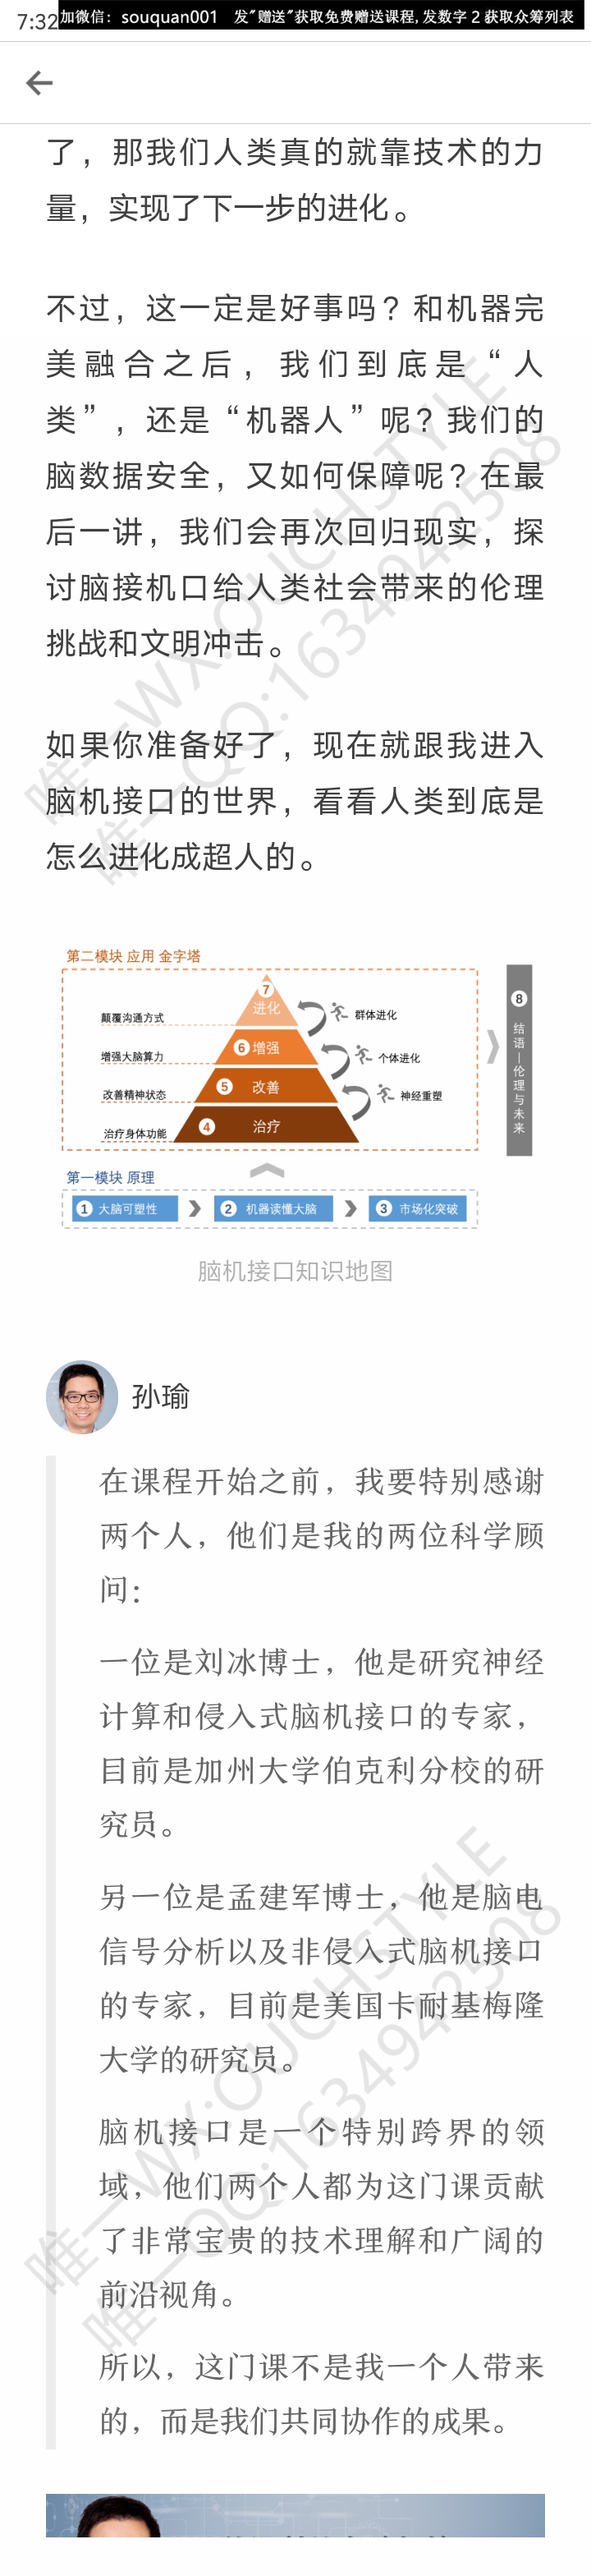 7:32
加微信：souquan001 发"赠送"获取免费赠送课程，发数字 2 获取众筹列表
了，那我们人类真的就靠技术的力
量，实现了下一步的进化。
不过，这一定是好事吗？和机器完
美融合之后，我们到底是“人
类”，还是“机器人”呢？我们的
脑数据安全，又如何保障呢？在最
后一讲，我们会再次回归现实，探
讨脑接机口给人类社会带来的伦理
挑战和文明冲击。
如果你准备好了，现在就跟我进入
脑机接口的世界，看看人类到底是
怎么进化成超人的。
唯一WX:OUCHSTYLE
唯一QQ:1634942508
第二模块 应用 金字塔
7
进化
颠覆沟通方式
群体进化
6 增强
增强大脑算力
个体进化
5 改善
改善精神状态
神经重塑
4 治疗
治疗身体功能
8
结语—伦理与未来
第一模块 原理
1 大脑可塑性
2 机器读懂大脑
3 市场化突破
脑机接口知识地图
孙瑜
在课程开始之前，我要特别感谢
两个人，他们是我的两位科学顾
问：
一位是刘冰博士，他是研究神经
计算和侵入式脑机接口的专家，
目前是加州大学伯克利分校的研
究员。
另一位是孟建军博士，他是脑电
信号分析以及非侵入式脑机接口
的专家，目前是美国卡耐基梅隆
大学的研究员。
脑机接口是一个特别跨界的领
域，他们两个人都为这门课贡献
了非常宝贵的技术理解和广阔的
前沿视角。
所以，这门课不是我一个人带来
的，而是我们共同协作的成果。
唯一WX:OUCHSTYLE
唯一QQ:1634942508